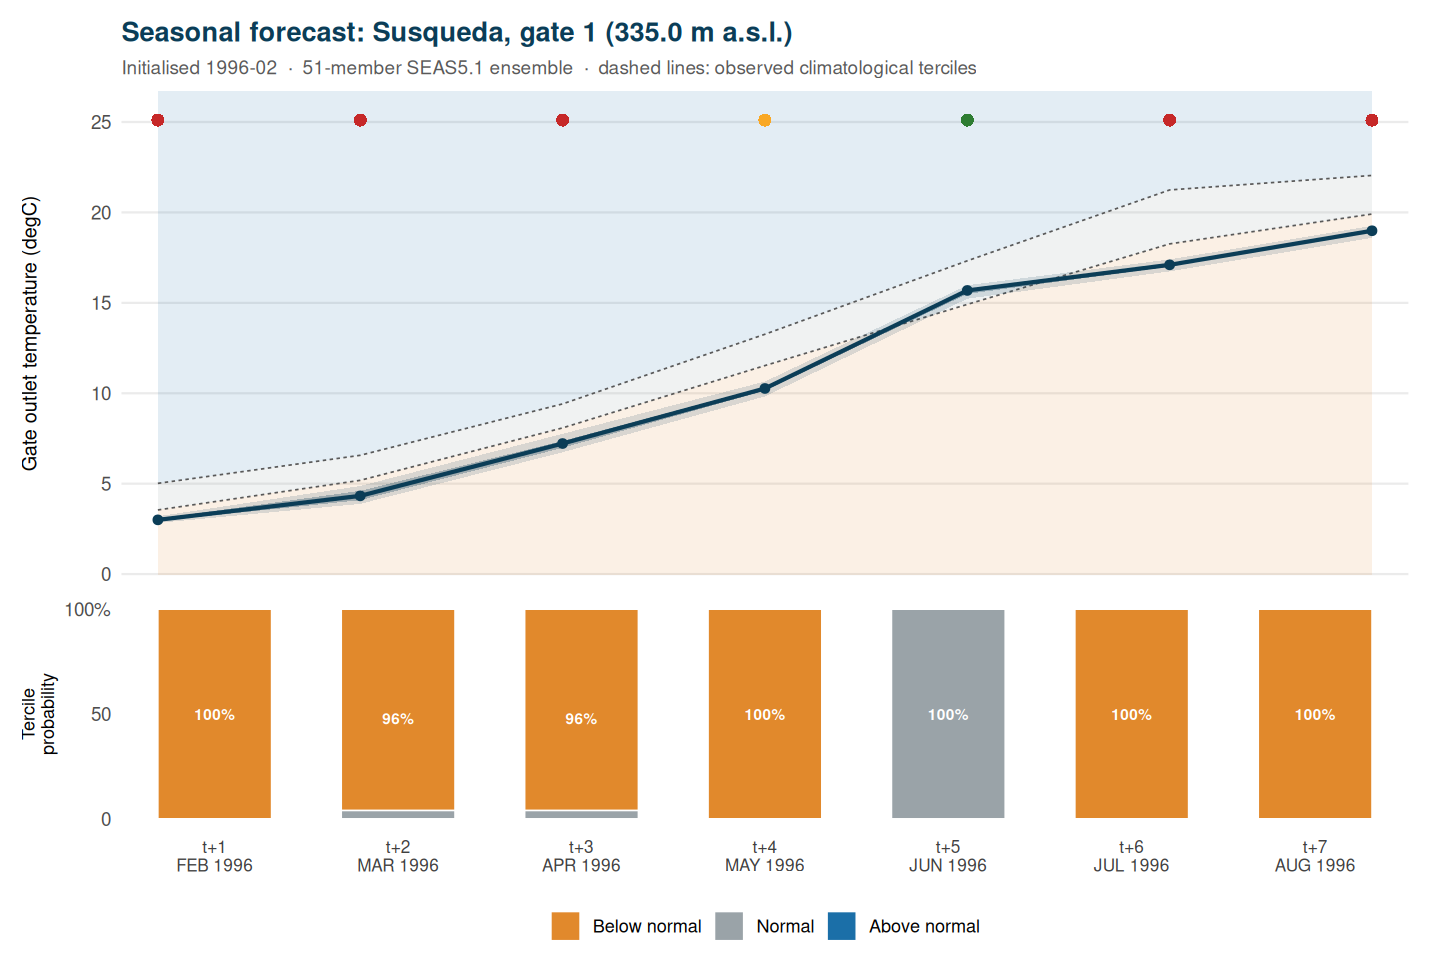 Seasonal forecast: Susqueda, gate 1 (335.0 m a.s.l.)
Initialised 1996-02 · 51-member SEAS5.1 ensemble · dashed lines: observed climatological terciles
Gate outlet temperature (degC)
25
20
15
10
5
0
Tercile
probability
100%
50
0
100%
96%
96%
100%
100%
100%
100%
t+1
FEB 1996
t+2
MAR 1996
t+3
APR 1996
t+4
MAY 1996
t+5
JUN 1996
t+6
JUL 1996
t+7
AUG 1996
Below normal
Normal
Above normal